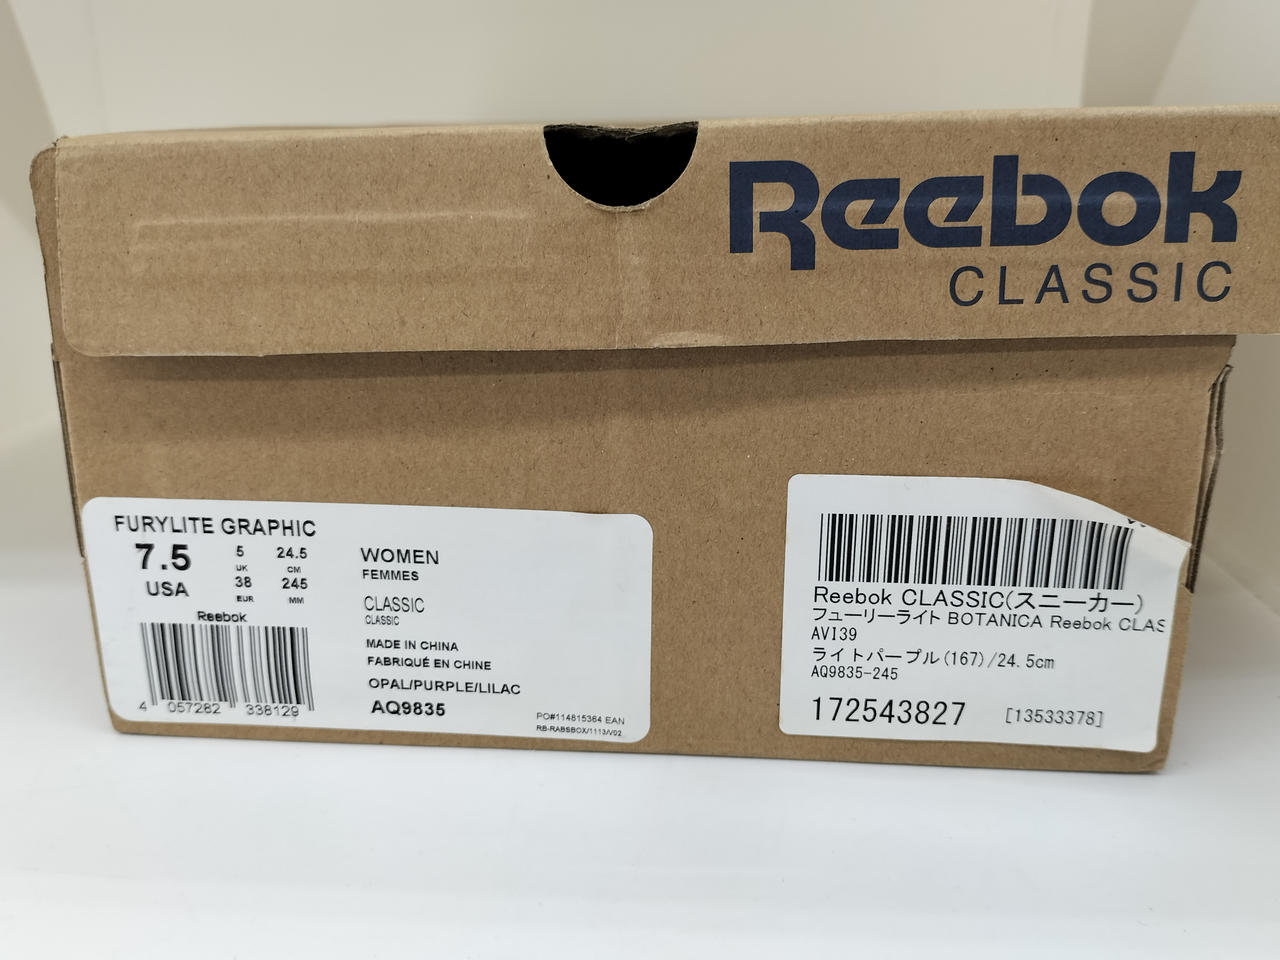 Reebok
CLASSIC
FURYLITE GRAPHIC
7.5
USA
5
UK
38
EUR
24.5
CM
245
MM
Reebok
4 057282 338129
WOMEN
FEMMES
CLASSIC
CLASSIC
MADE IN CHINA
FABRIQUÉ EN CHINE
OPAL/PURPLE/LILAC
AQ9835
PO#114815364 EAN
RB-RABSBOX/1113/V02
Reebok CLASSIC(スニーカー)
フューリーライト BOTANICA Reebok CLAS
AVI39
ライトパープル(167)/24.5cm
AQ9835-245
172543827 [13533378]